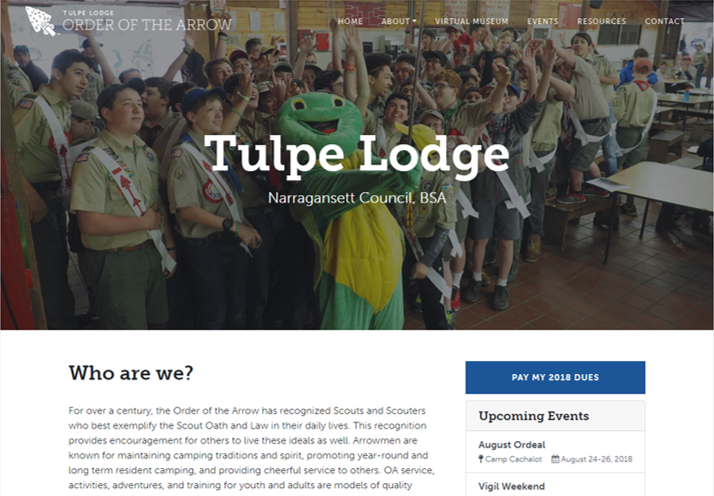 TULPE LODGE
ORDER OF THE ARROW
HOME ABOUT VIRTUAL MUSEUM EVENTS RESOURCES CONTACT
Tulpe Lodge
Narragansett Council, BSA
Who are we?
For over a century, the Order of the Arrow has recognized Scouts and Scouters
who best exemplify the Scout Oath and Law in their daily lives. This recognition
provides encouragement for others to live these ideals as well. Arrowmen are
known for maintaining camping traditions and spirit, promoting year-round and
long term resident camping, and providing cheerful service to others. OA service,
activities, adventures, and training for youth and adults are models of quality
PAY MY 2018 DUES
Upcoming Events
August Ordeal
Camp Cachalot August 24-26, 2018
Vigil Weekend